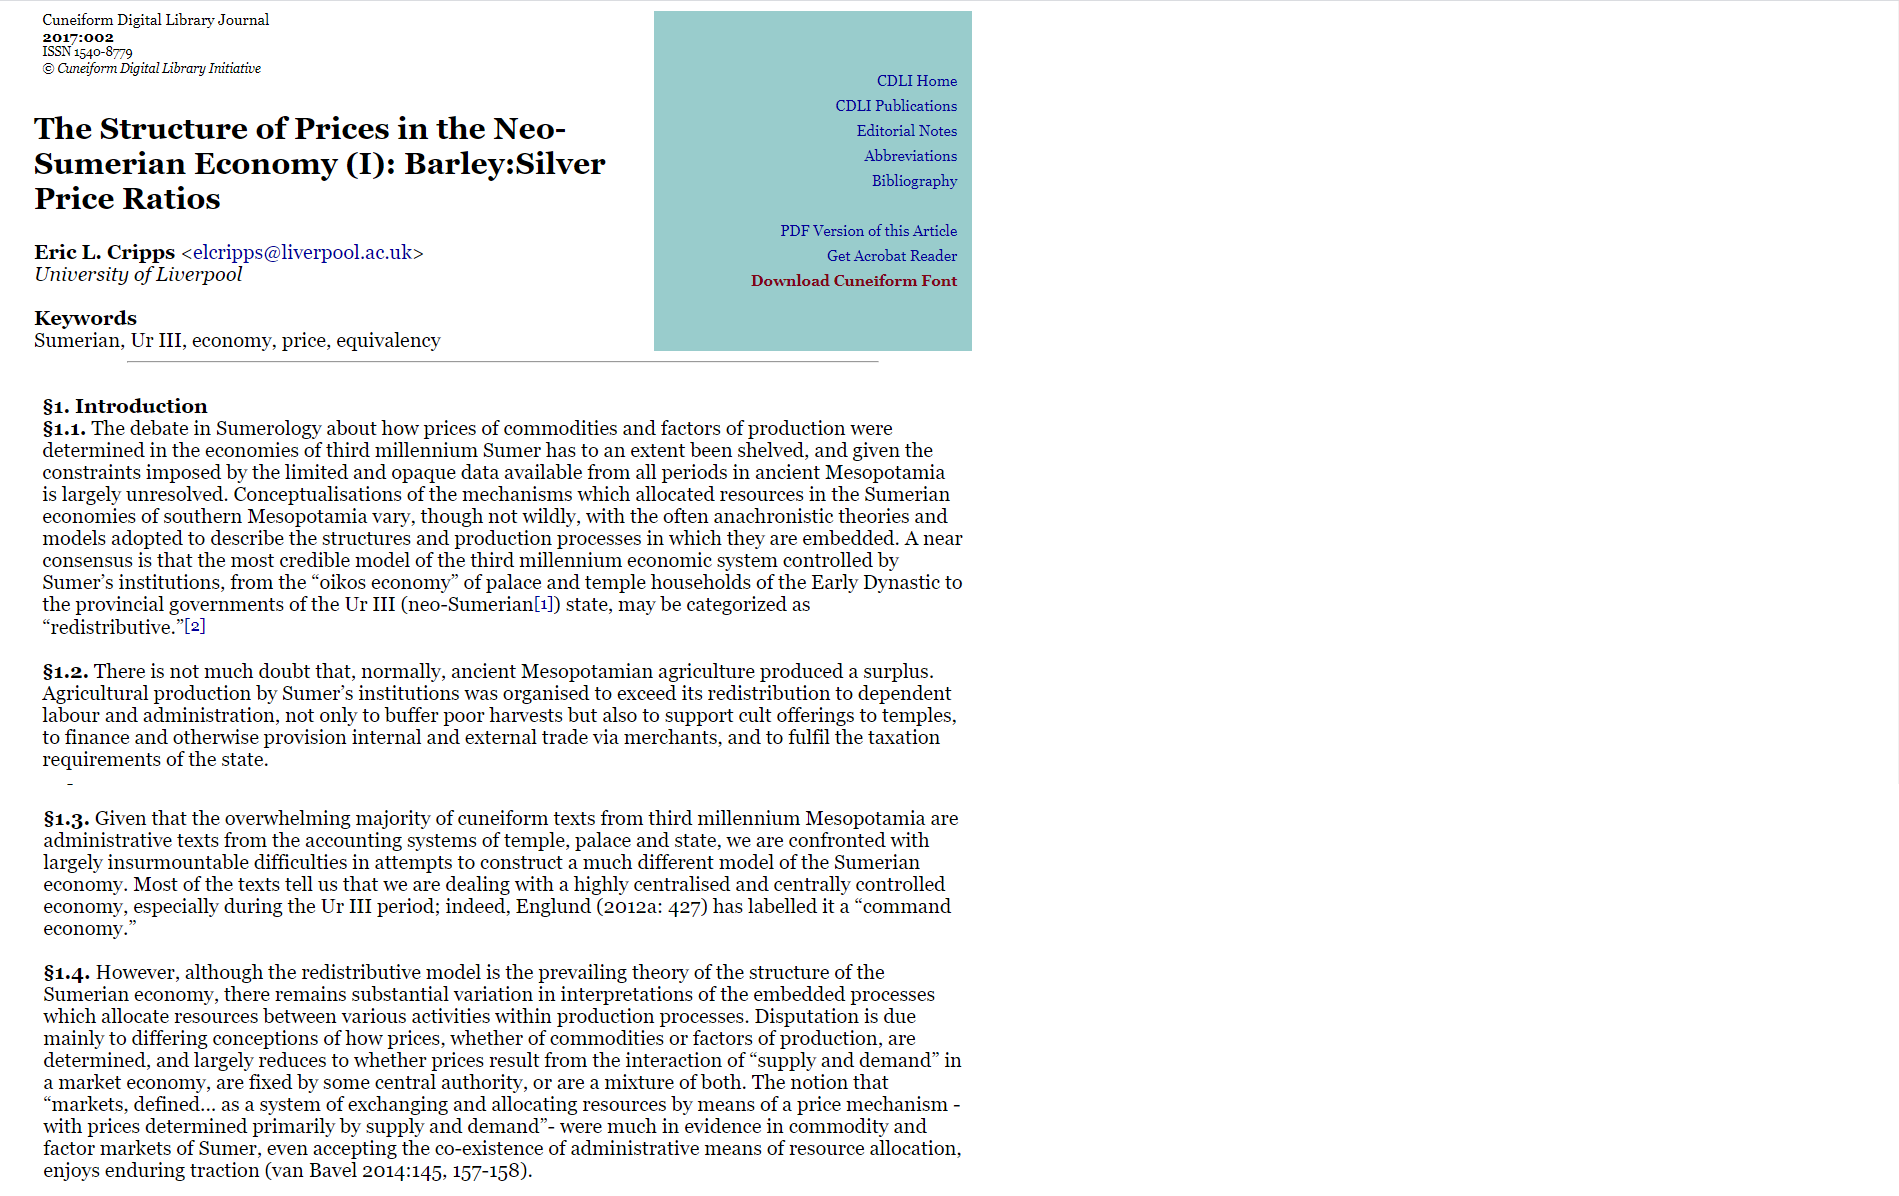 Cuneiform Digital Library Journal
2017:002
ISSN 1540-8779
© Cuneiform Digital Library Initiative
The Structure of Prices in the Neo-
Sumerian Economy (I): Barley:Silver
Price Ratios
Eric L. Cripps <elcripps@liverpool.ac.uk>
University of Liverpool
Keywords
Sumerian, Ur III, economy, price, equivalency
CDLI Home
CDLI Publications
Editorial Notes
Abbreviations
Bibliography
PDF Version of this Article
Get Acrobat Reader
Download Cuneiform Font
§1. Introduction
§1.1. The debate in Sumerology about how prices of commodities and factors of production were
determined in the economies of third millennium Sumer has to an extent been shelved, and given the
constraints imposed by the limited and opaque data available from all periods in ancient Mesopotamia
is largely unresolved. Conceptualisations of the mechanisms which allocated resources in the Sumerian
economies of southern Mesopotamia vary, though not wildly, with the often anachronistic theories and
models adopted to describe the structures and production processes in which they are embedded. A near
consensus is that the most credible model of the third millennium economic system controlled by
Sumer’s institutions, from the “oikos economy” of palace and temple households of the Early Dynastic to
the provincial governments of the Ur III (neo-Sumerian[1]) state, may be categorized as
“redistributive.”[2]
§1.2. There is not much doubt that, normally, ancient Mesopotamian agriculture produced a surplus.
Agricultural production by Sumer’s institutions was organised to exceed its redistribution to dependent
labour and administration, not only to buffer poor harvests but also to support cult offerings to temples,
to finance and otherwise provision internal and external trade via merchants, and to fulfil the taxation
requirements of the state.
-
§1.3. Given that the overwhelming majority of cuneiform texts from third millennium Mesopotamia are
administrative texts from the accounting systems of temple, palace and state, we are confronted with
largely insurmountable difficulties in attempts to construct a much different model of the Sumerian
economy. Most of the texts tell us that we are dealing with a highly centralised and centrally controlled
economy, especially during the Ur III period; indeed, Englund (2012a: 427) has labelled it a “command
economy.”
§1.4. However, although the redistributive model is the prevailing theory of the structure of the
Sumerian economy, there remains substantial variation in interpretations of the embedded processes
which allocate resources between various activities within production processes. Disputation is due
mainly to differing conceptions of how prices, whether of commodities or factors of production, are
determined, and largely reduces to whether prices result from the interaction of “supply and demand” in
a market economy, are fixed by some central authority, or are a mixture of both. The notion that
“markets, defined... as a system of exchanging and allocating resources by means of a price mechanism -
with prices determined primarily by supply and demand”- were much in evidence in commodity and
factor markets of Sumer, even accepting the co-existence of administrative means of resource allocation,
enjoys enduring traction (van Bavel 2014:145, 157-158).